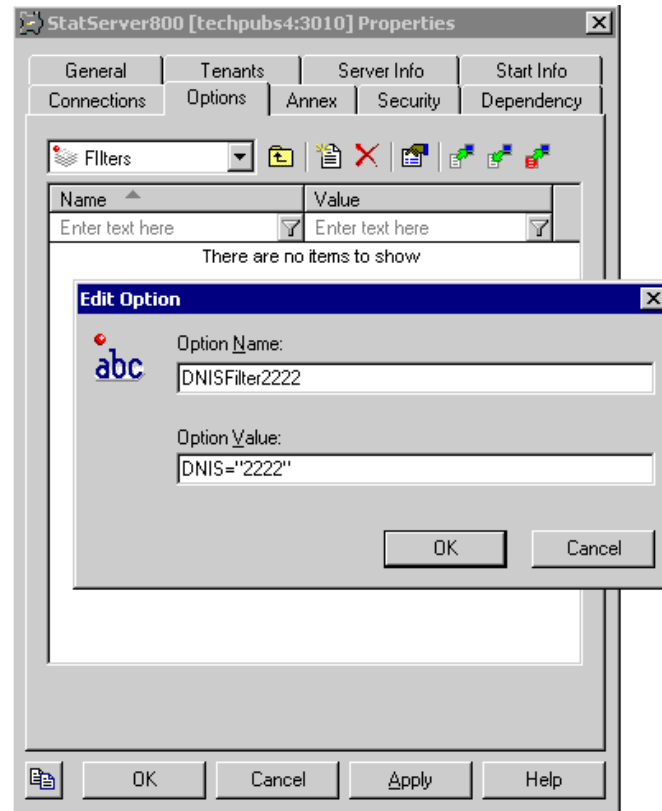 StatServer800 [techpubs4:3010] Properties
General Tenants Server Info Start Info
Connections Options Annex Security Dependency
FIlters
Name Value
Enter text here Enter text here
There are no items to show
Edit Option
abc
Option Name:
DNISFilter2222
Option Value:
DNIS="2222"
OK Cancel
OK Cancel Apply Help